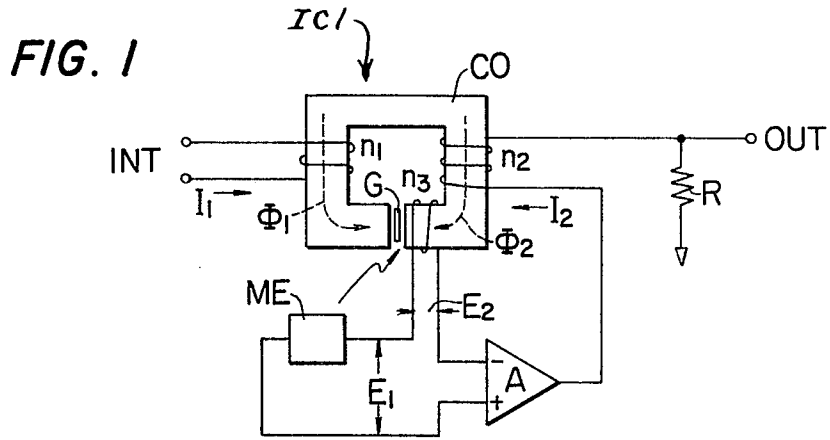 IC1
FIG. 1
CO
INT
OUT
n1
n2
n3
G
I1
I2
R
Φ1
Φ2
ME
E2
E1
A
-
+